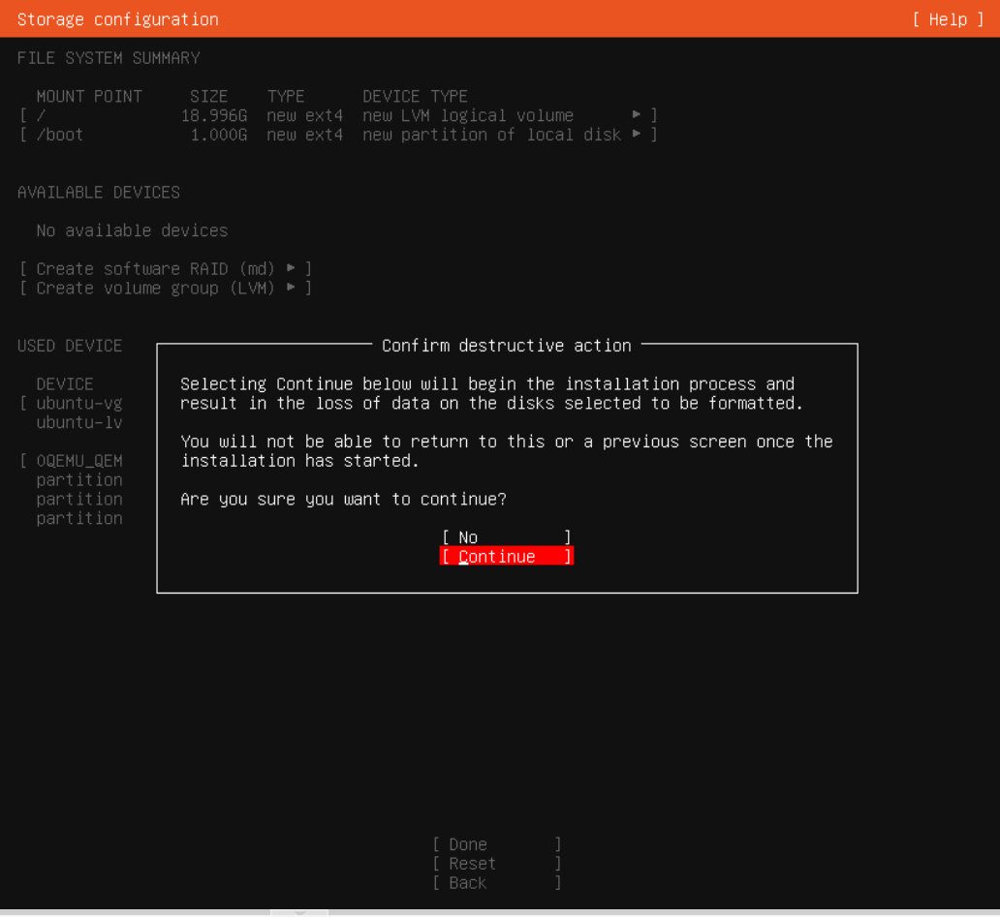 Storage configuration [ Help ]
FILE SYSTEM SUMMARY
MOUNT POINT SIZE TYPE DEVICE TYPE
[ / 18.996G new ext4 new LVM logical volume ▸ ]
[ /boot 1.000G new ext4 new partition of local disk ▸ ]
AVAILABLE DEVICES
No available devices
[ Create software RAID (md) ▸ ]
[ Create volume group (LVM) ▸ ]
USED DEVICE
DEVICE
[ ubuntu-vg
ubuntu-lv
[ 0QEMU_QEM
partition
partition
partition
Confirm destructive action
Selecting Continue below will begin the installation process and
result in the loss of data on the disks selected to be formatted.
You will not be able to return to this or a previous screen once the
installation has started.
Are you sure you want to continue?
[ No ]
[ Continue ]
[ Done ]
[ Reset ]
[ Back ]